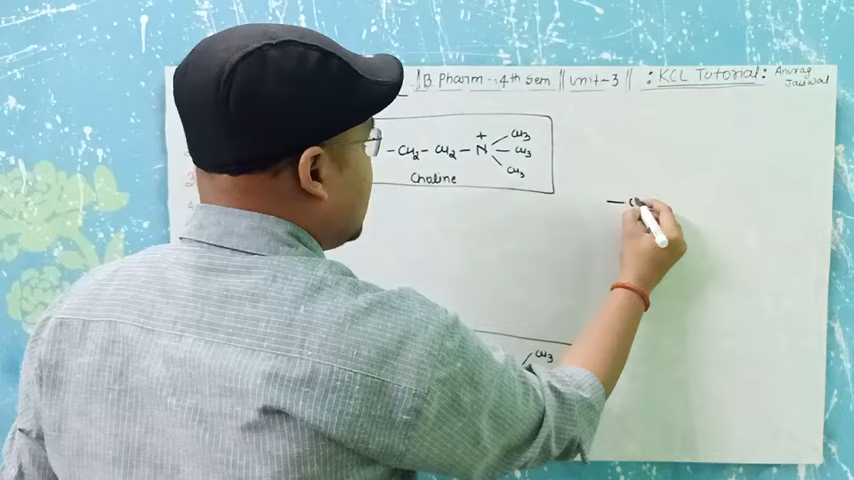 B Pharm - 4th Sem || Unit-3 || : KCL Tutorial : Anurag
Jaiswal
+ CH3
- CH2 - CH2 - N - CH3
CH3
Choline
CH3